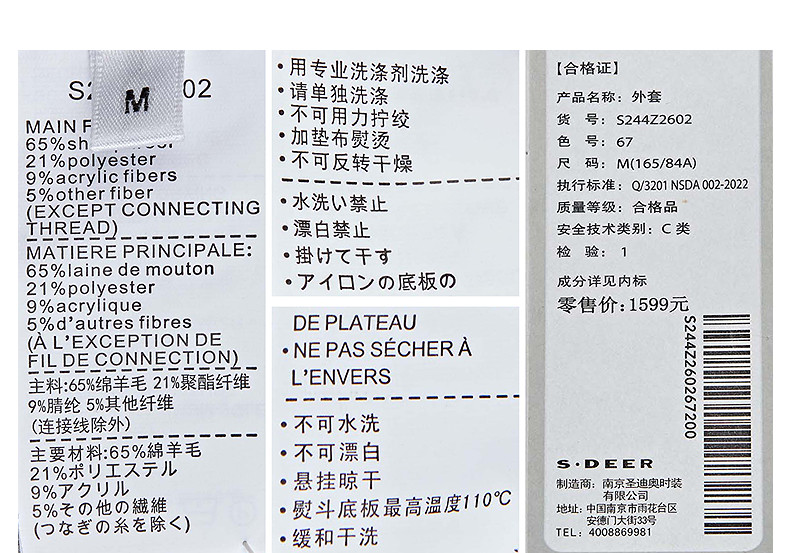 M
02
MAIN
21%polyester
9%acrylic fibers
5%other fiber
(EXCEPT CONNECTING
THREAD)
MATIERE PRINCIPALE:
65%laine de mouton
21%polyester
9%acrylique
5%d'autres fibres
(À L'EXCEPTION DE
FIL DE CONNECTION)
主料:65%绵羊毛 21%聚酯纤维
9%腈纶 5%其他纤维
(连接线除外)
主要材料:65%綿羊毛
21%ポリエステル
9%アクリル
5%その他の繊維
(つなぎの糸を除く)
•用专业洗涤剂洗涤
•请单独洗涤
•不可用力拧绞
•加垫布熨烫
•不可反转干燥
•水洗い禁止
•漂白禁止
•掛けて干す
•アイロンの底板の
DE PLATEAU
•NE PAS SÉCHER À
L'ENVERS
•不可水洗
•不可漂白
•悬挂晾干
•熨斗底板最高温度110℃
•缓和干洗
【合格证】
产品名称: 外套
货 号: S244Z2602
色 号: 67
尺 码: M(165/84A)
执行标准: Q/3201 NSDA 002-2022
质量等级: 合格品
安全技术类别: C 类
检 验: 1
成分详见内标
零售价: 1599元
S244Z260267200
S·DEER
制造商: 南京圣迪奥时装
有限公司
地址: 中国南京市雨花台区
安德门大街33号
TEL: 4008869981